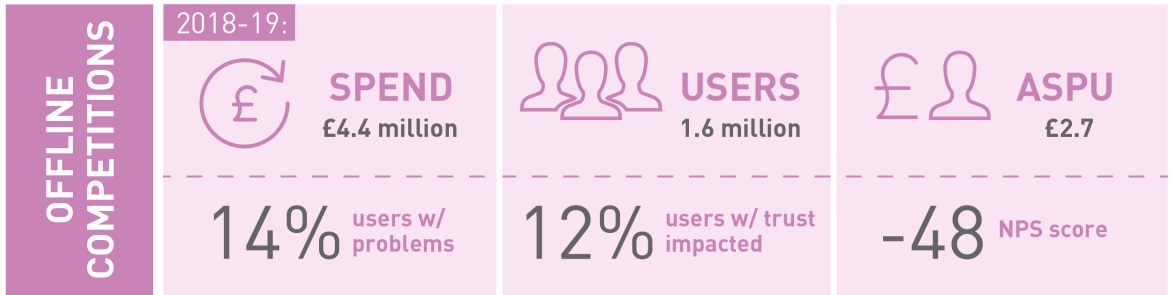 OFFLINE
COMPETITIONS
2018-19:
£
SPEND
£4.4 million
USERS
1.6 million
£
ASPU
£2.7
14% users w/
problems
12% users w/ trust
impacted
-48 NPS score